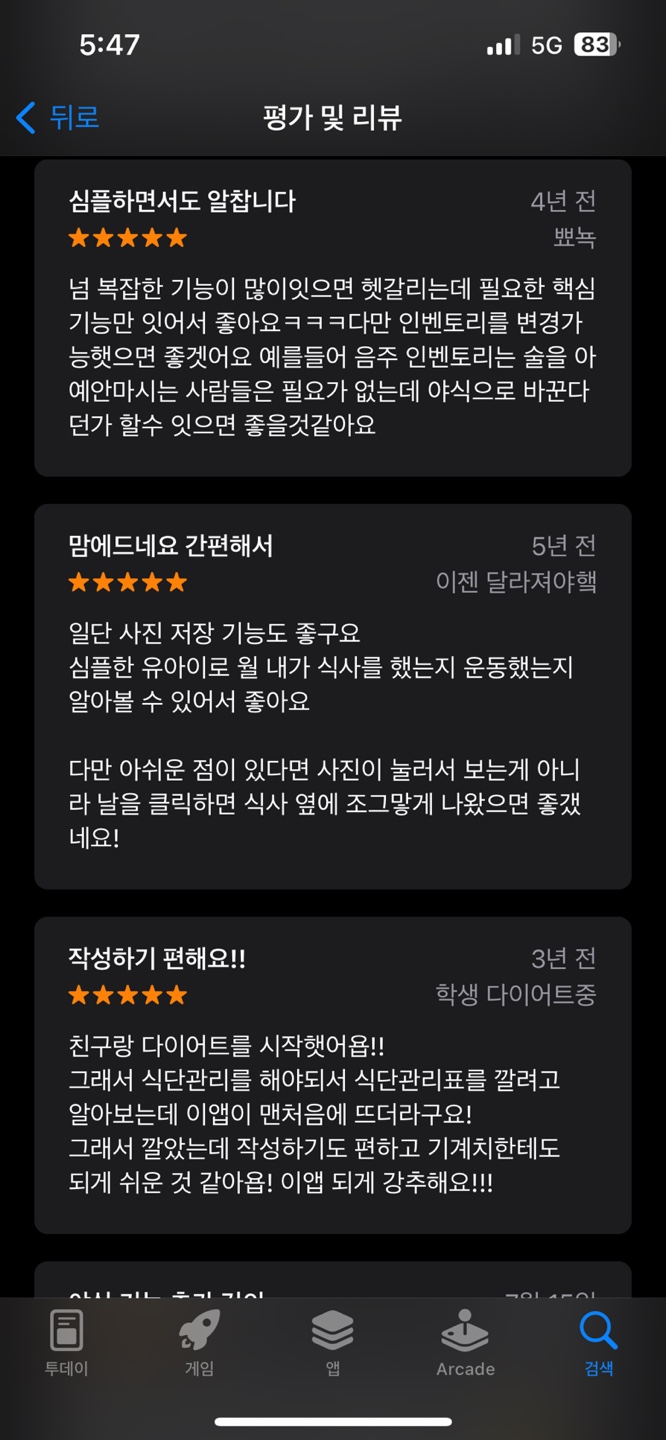 5:47
5G 83
뒤로
평가 및 리뷰
심플하면서도 알찹니다
4년 전
뾰뇩
넘 복잡한 기능이 많이잇으면 헷갈리는데 필요한 핵심
기능만 잇어서 좋아요ㅋㅋㅋ다만 인벤토리를 변경가
능햇으면 좋겟어요 예를들어 음주 인벤토리는 술을 아
예안마시는 사람들은 필요가 없는데 야식으로 바꾼다
던가 할수 잇으면 좋을것같아요
맘에드네요 간편해서
5년 전
이젠 달라져야햌
일단 사진 저장 기능도 좋구요
심플한 유아이로 월 내가 식사를 했는지 운동했는지
알아볼 수 있어서 좋아요
다만 아쉬운 점이 있다면 사진이 눌러서 보는게 아니
라 날을 클릭하면 식사 옆에 조그맣게 나왔으면 좋갰
네요!
작성하기 편해요!!
3년 전
학생 다이어트중
친구랑 다이어트를 시작햇어욥!!
그래서 식단관리를 해야되서 식단관리표를 깔려고
알아보는데 이앱이 맨처음에 뜨더라구요!
그래서 깔았는데 작성하기도 편하고 기계치한테도
되게 쉬운 것 같아욥! 이앱 되게 강추해요!!!
투데이
게임
앱
Arcade
검색